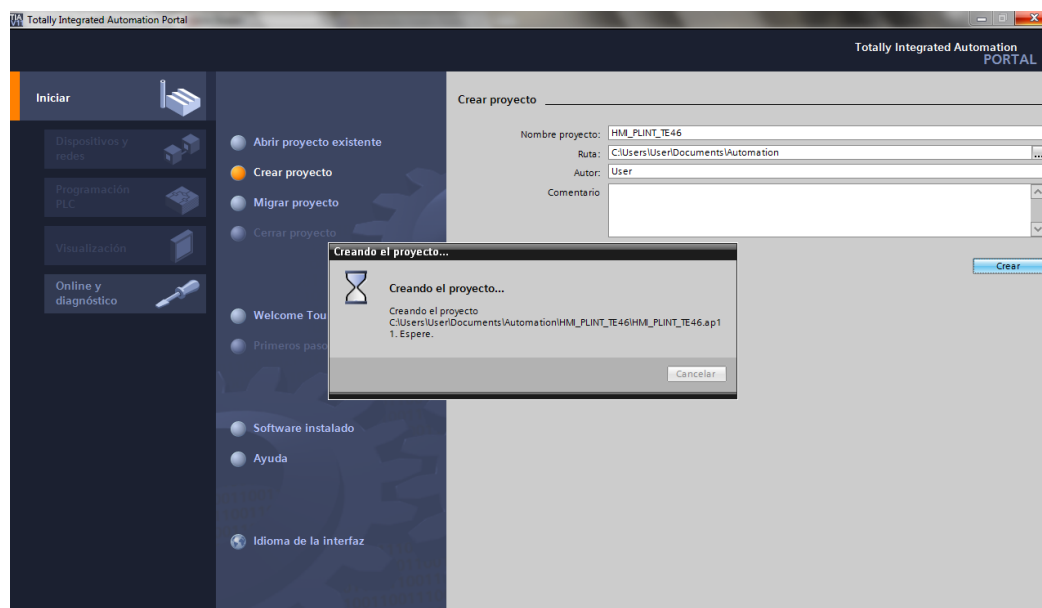 Totally Integrated Automation Portal
Totally Integrated Automation
PORTAL
Iniciar
Dispositivos y
redes
Programación
PLC
Visualización
Online y
diagnóstico
Abrir proyecto existente
Crear proyecto
Migrar proyecto
Cerrar proyecto
Welcome Tou
Primeros paso
Software instalado
Ayuda
Idioma de la interfaz
Crear proyecto
Nombre proyecto: HMI_PLINT_TE46
Ruta: C:\Users\User\Documents\Automation
...
Autor: User
Comentario
Crear
Creando el proyecto...
Creando el proyecto...
Creando el proyecto
C:\Users\User\Documents\Automation\HMI_PLINT_TE46\HMI_PLINT_TE46.ap1
1. Espere.
Cancelar